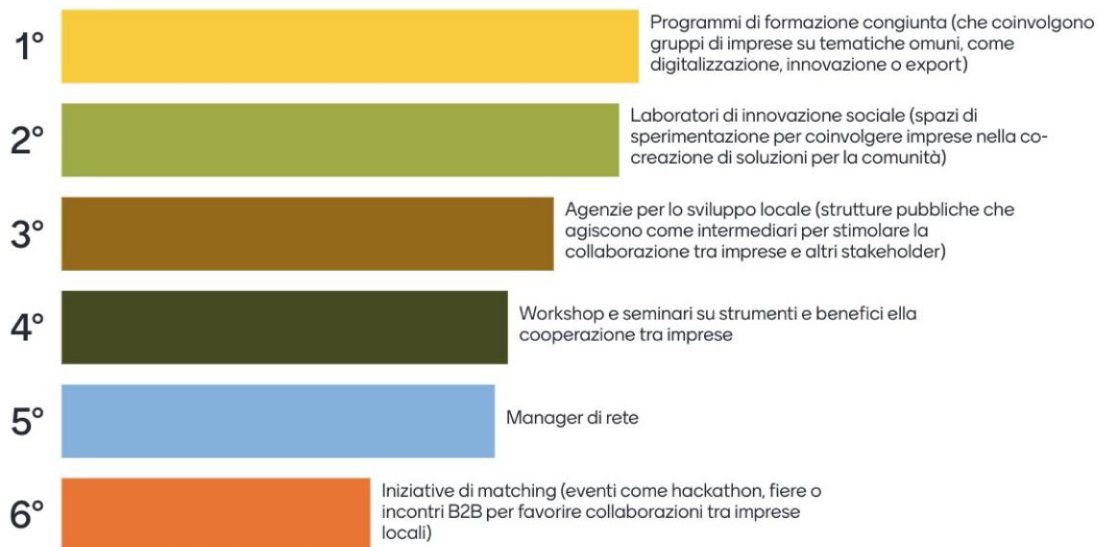 1°
Programmi di formazione congiunta (che coinvolgono
gruppi di imprese su tematiche omuni, come
digitalizzazione, innovazione o export)
2°
Laboratori di innovazione sociale (spazi di
sperimentazione per coinvolgere imprese nella co-
creazione di soluzioni per la comunità)
3°
Agenzie per lo sviluppo locale (strutture pubbliche che
agiscono come intermediari per stimolare la
collaborazione tra imprese e altri stakeholder)
4°
Workshop e seminari su strumenti e benefici ella
cooperazione tra imprese
5°
Manager di rete
6°
Iniziative di matching (eventi come hackathon, fiere o
incontri B2B per favorire collaborazioni tra imprese
locali)